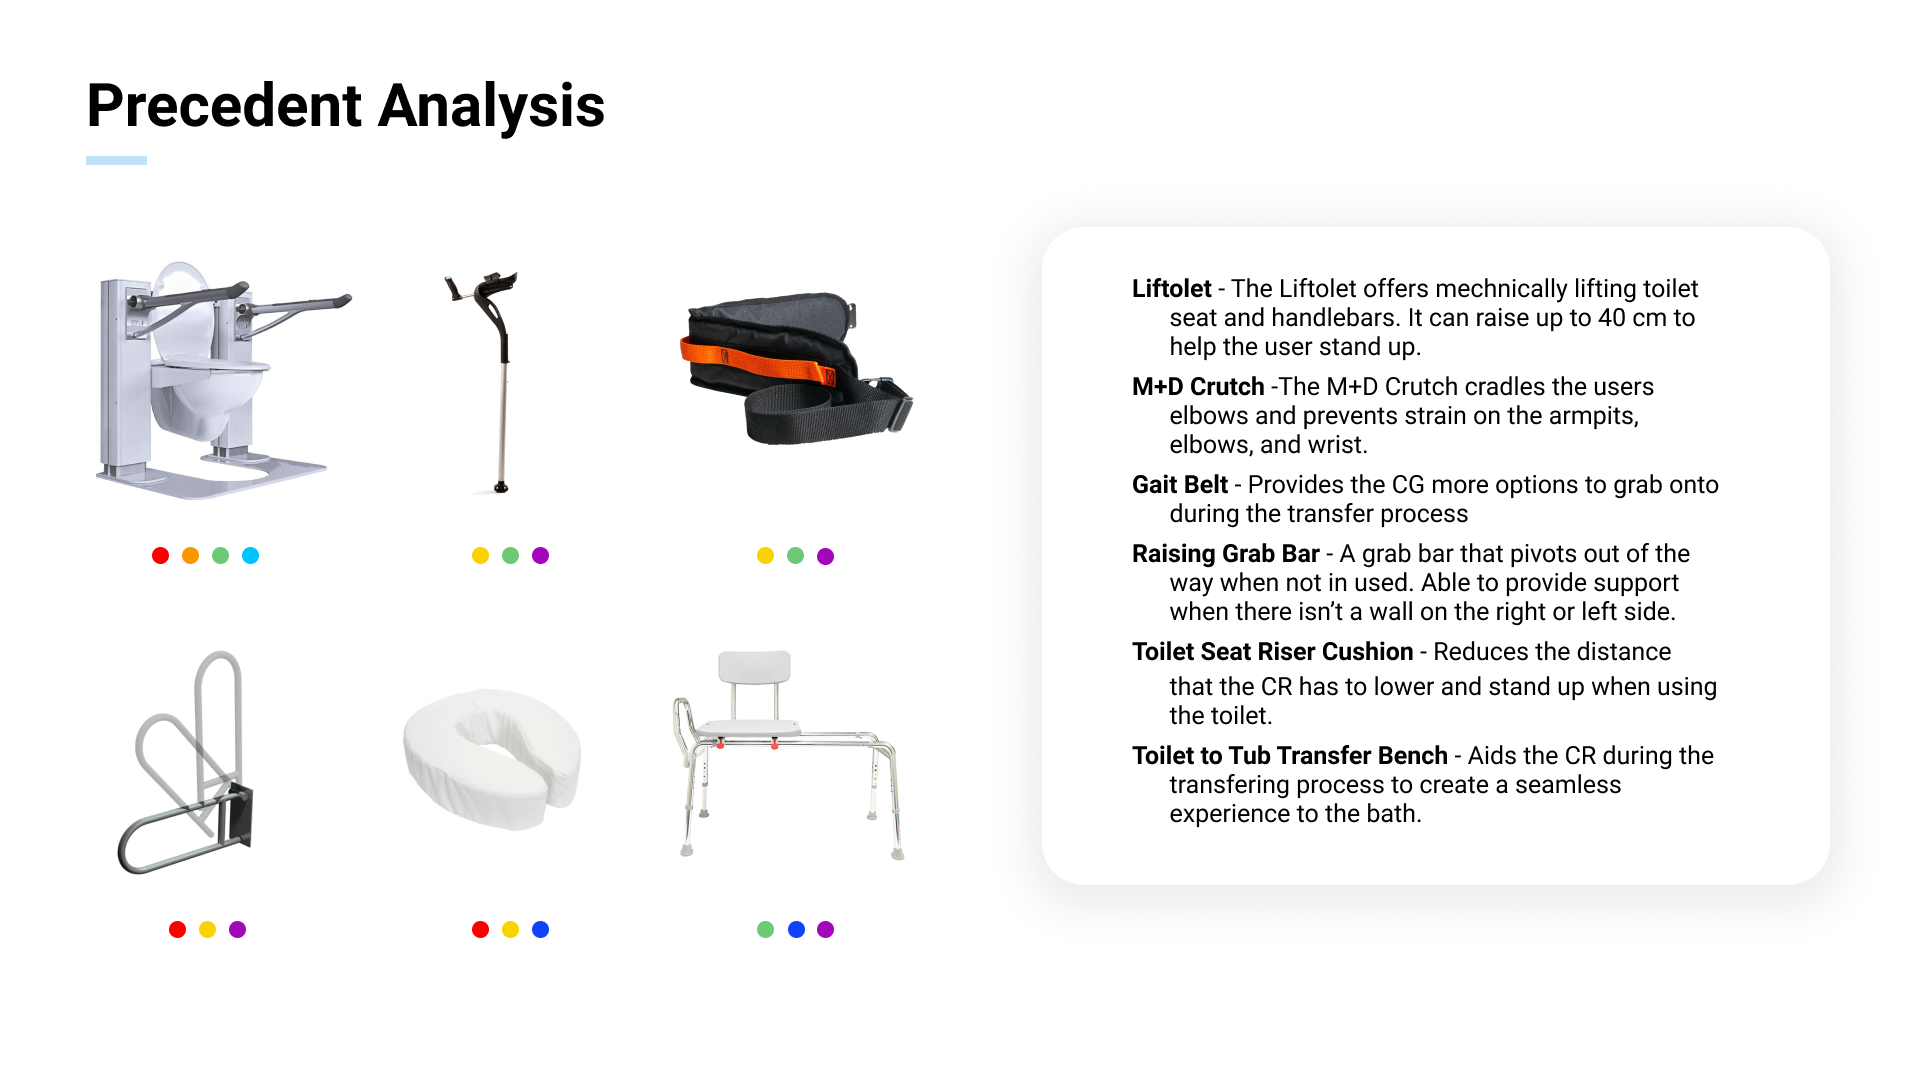 Precedent Analysis
Liftolet - The Liftolet offers mechnically lifting toilet
seat and handlebars. It can raise up to 40 cm to
help the user stand up.
M+D Crutch -The M+D Crutch cradles the users
elbows and prevents strain on the armpits,
elbows, and wrist.
Gait Belt - Provides the CG more options to grab onto
during the transfer process
Raising Grab Bar - A grab bar that pivots out of the
way when not in used. Able to provide support
when there isn’t a wall on the right or left side.
Toilet Seat Riser Cushion - Reduces the distance
that the CR has to lower and stand up when using
the toilet.
Toilet to Tub Transfer Bench - Aids the CR during the
transfering process to create a seamless
experience to the bath.